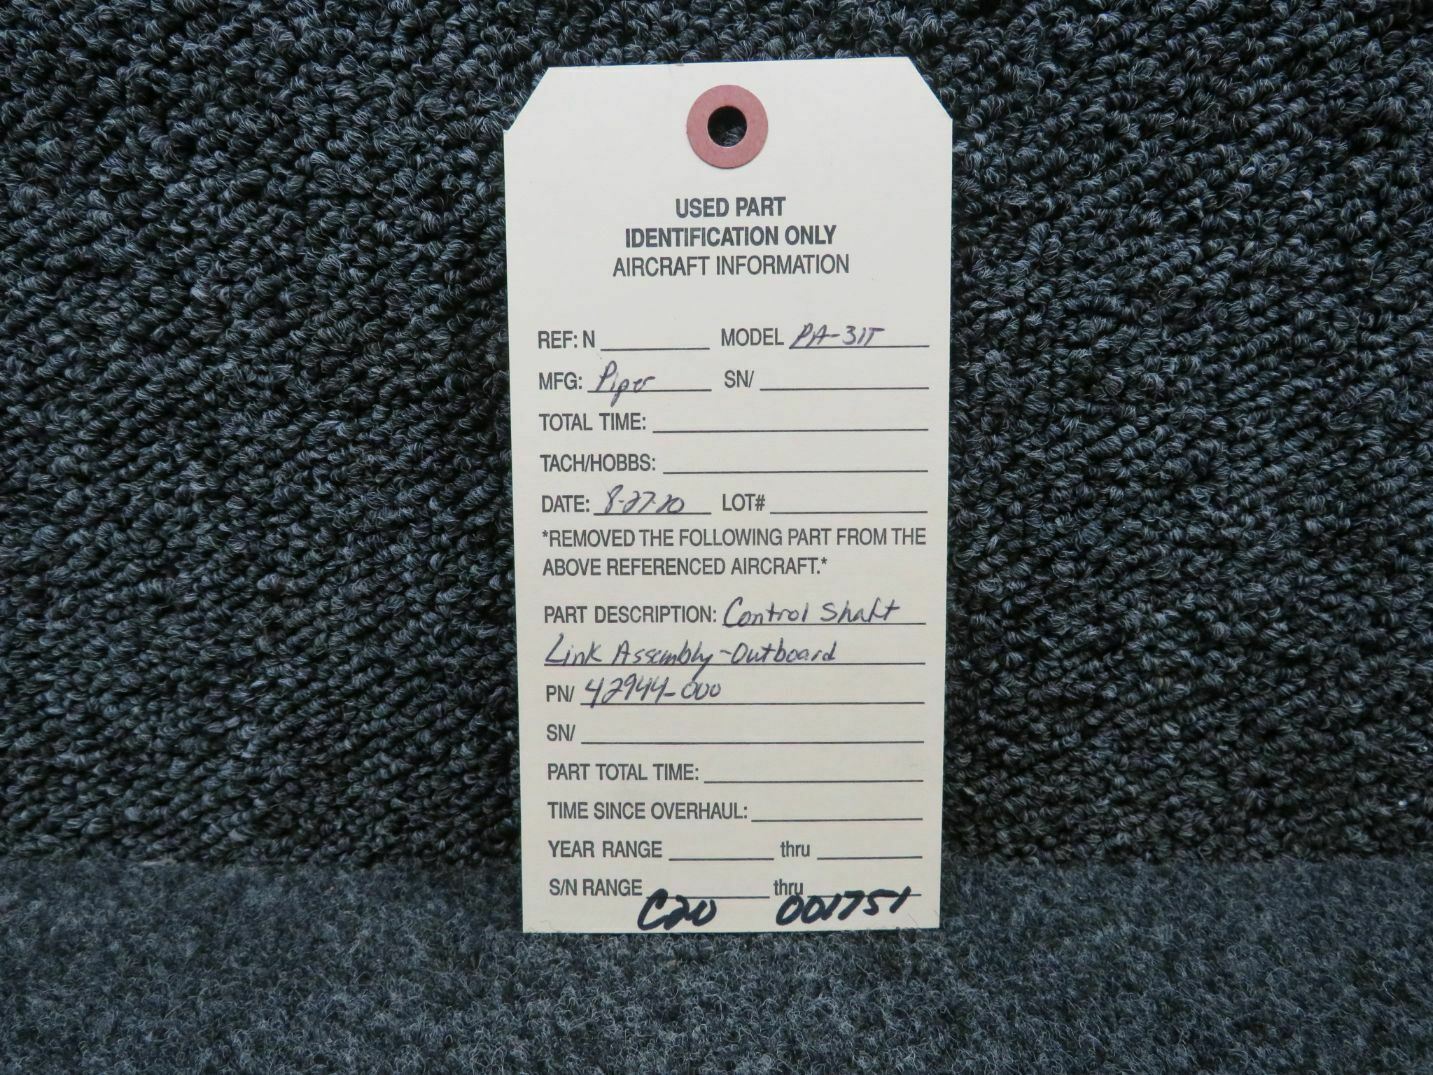 USED PART
IDENTIFICATION ONLY
AIRCRAFT INFORMATION
REF: N MODEL PA-31T
MFG: Piper SN/
TOTAL TIME:
TACH/HOBBS:
DATE: 8-27-20 LOT#
*REMOVED THE FOLLOWING PART FROM THE
ABOVE REFERENCED AIRCRAFT.*
PART DESCRIPTION: Control Shaft
Link Assembly-Outboard
PN/ 42944-000
SN/
PART TOTAL TIME:
TIME SINCE OVERHAUL:
YEAR RANGE thru
S/N RANGE thru
C20 001751